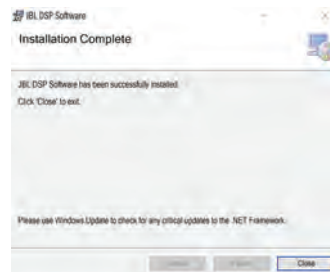 JBL DSP Software
Installation Complete
JBL DSP Software has been successfully installed.
Click 'Close' to exit.
Please use Windows Update to check for any critical updates to the .NET Framework.
Close